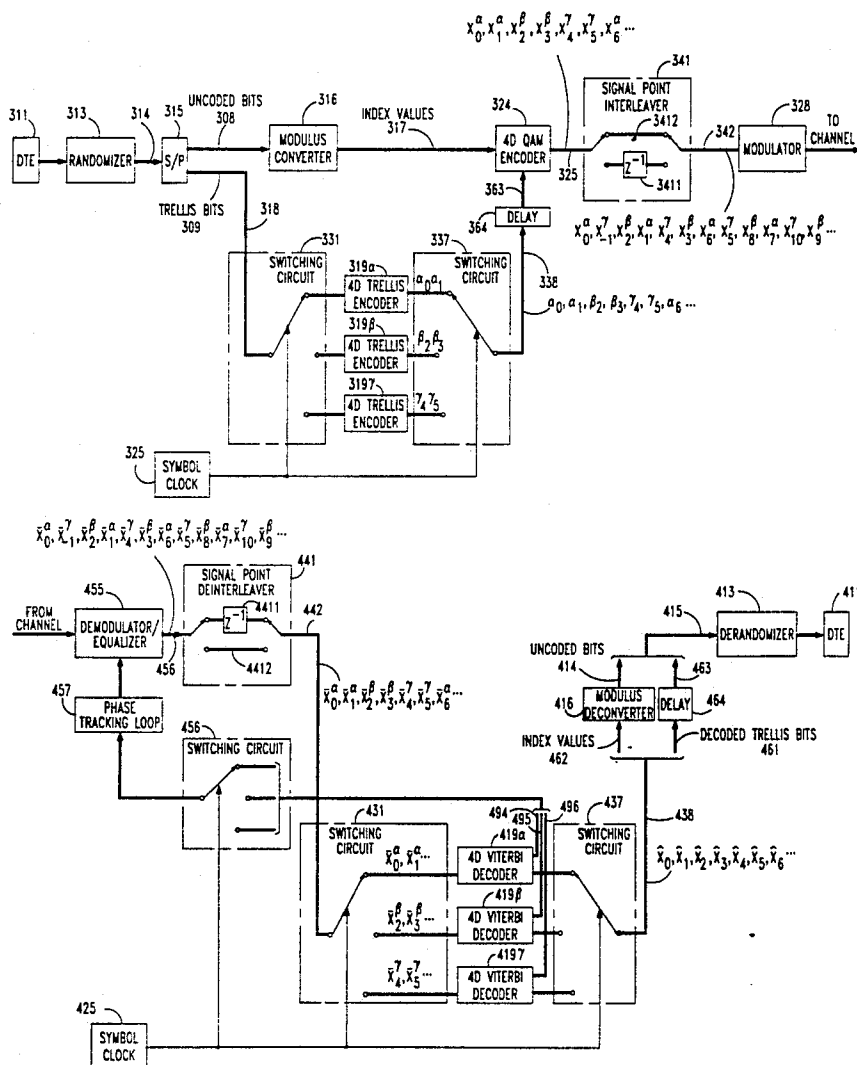 x₀^α, x₁^α, x₂^β, x₃^β, x₄^γ, x₅^γ, x₆^α ...
311
313
314
315
UNCODED BITS
308
316
INDEX VALUES
317
324
341
SIGNAL POINT
INTERLEAVER
3412
342
328
TO
CHANNEL
DTE
RANDOMIZER
S/P
MODULUS
CONVERTER
4D QAM
ENCODER
325
Z⁻¹
3411
MODULATOR
TRELLIS BITS
309
318
363
364
DELAY
x₀^α, x₋₁^γ, x₂^β, x₁^α, x₄^γ, x₃^β, x₆^α, x₅^γ, x₈^β, x₇^α, x₁₀^γ, x₉^β ...
331
SWITCHING
CIRCUIT
319α
4D TRELLIS
ENCODER
α₀α₁
337
SWITCHING
CIRCUIT
338
α₀, α₁, β₂, β₃, γ₄, γ₅, α₆ ...
319β
4D TRELLIS
ENCODER
β₂β₃
319γ
4D TRELLIS
ENCODER
γ₄γ₅
325
SYMBOL
CLOCK
x̄₀^α, x̄₋₁^γ, x̄₂^β, x̄₁^α, x̄₄^γ, x̄₃^β, x̄₆^α, x̄₅^γ, x̄₈^β, x̄₇^α, x̄₁₀^γ, x̄₉^β ...
441
SIGNAL POINT
DEINTERLEAVER
455
FROM
CHANNEL
DEMODULATOR/
EQUALIZER
456
4411
Z⁻¹
4412
442
413
415
411
DERANDOMIZER
DTE
UNCODED BITS
414
463
x̄₀^α, x̄₁^α, x̄₂^β, x̄₃^β, x̄₄^γ, x̄₅^γ, x̄₆^α ...
457
PHASE
TRACKING LOOP
416
MODULUS
DECONVERTER
DELAY
464
INDEX VALUES
462
DECODED TRELLIS BITS
461
456
SWITCHING CIRCUIT
431
SWITCHING
CIRCUIT
494
495
496
437
SWITCHING
CIRCUIT
438
x̄₀^α, x̄₁^α ...
419α
4D VITERBI
DECODER
x̂₀, x̂₁, x̂₂, x̂₃, x̂₄, x̂₅, x̂₆ ...
x̄₂^β, x̄₃^β ...
419β
4D VITERBI
DECODER
x̄₄^γ, x̄₅^γ ...
419γ
4D VITERBI
DECODER
425
SYMBOL
CLOCK